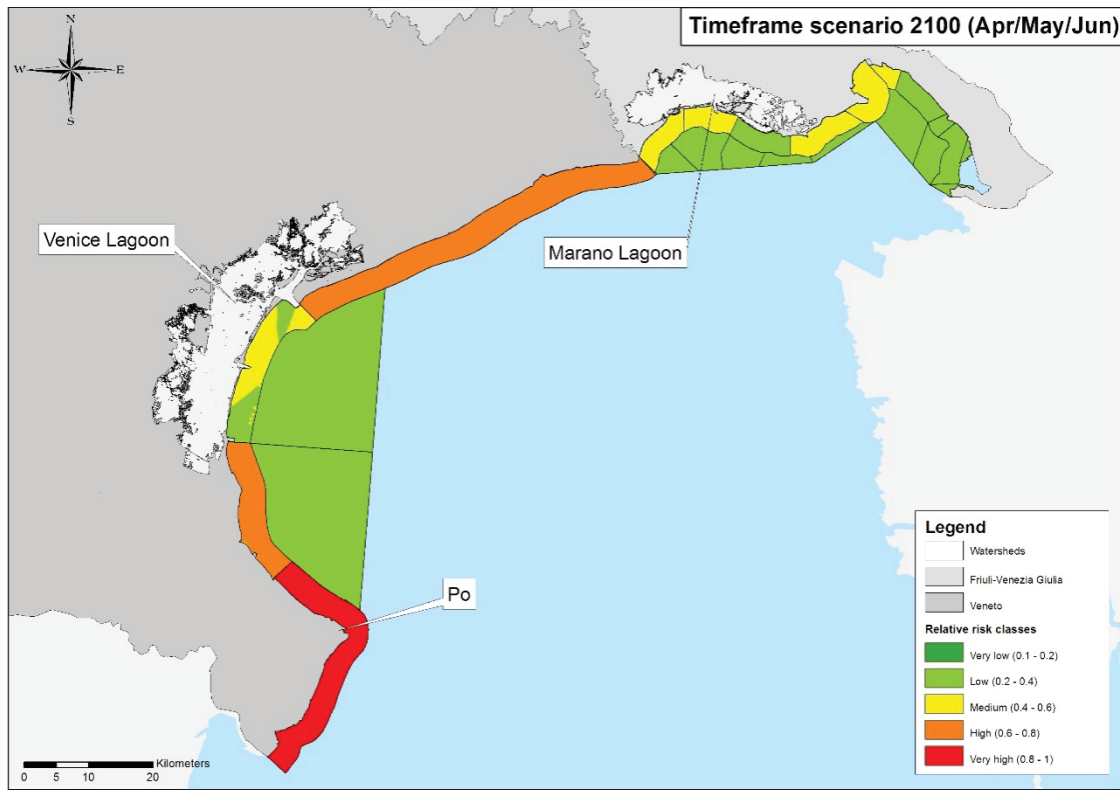 Timeframe scenario 2100 (Apr/May/Jun)
N
W E
S
Venice Lagoon
Marano Lagoon
Po
Legend
Watersheds
Friuli-Venezia Giulia
Veneto
Relative risk classes
Very low (0.1 - 0.2)
Low (0.2 - 0.4)
Medium (0.4 - 0.6)
High (0.6 - 0.8)
Very high (0.8 - 1)
Kilometers
0 5 10 20